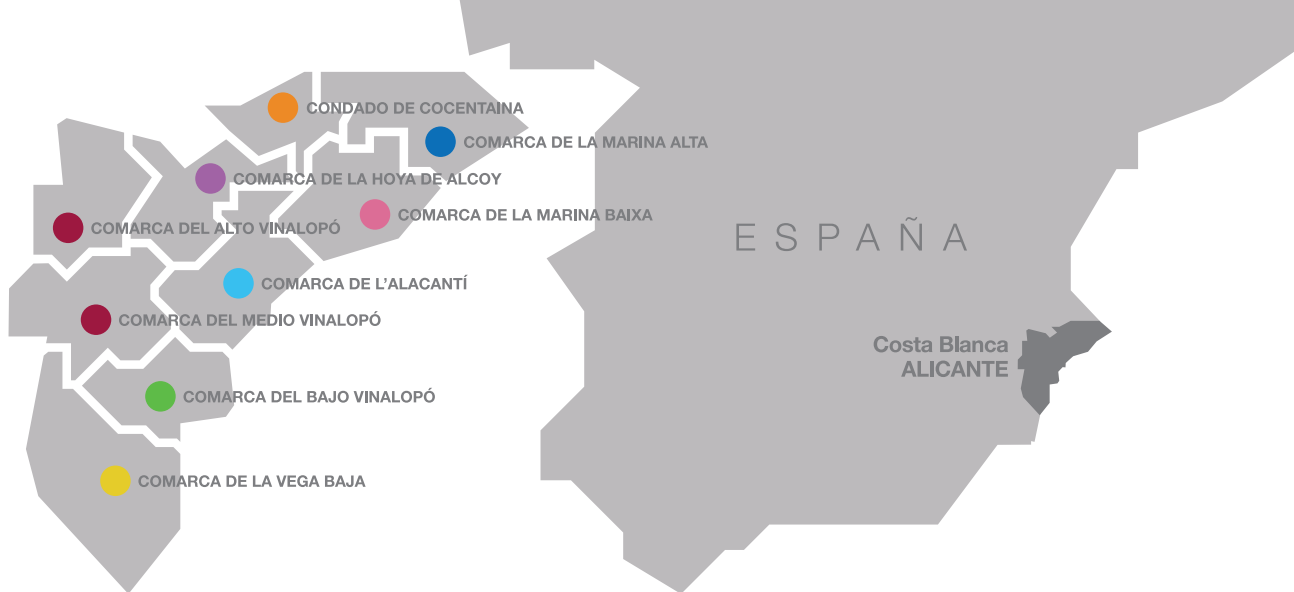 CONDADO DE COCENTAINA
COMARCA DE LA MARINA ALTA
COMARCA DE LA HOYA DE ALCOY
COMARCA DE LA MARINA BAIXA
COMARCA DEL ALTO VINALOPÓ
COMARCA DE L'ALACANTÍ
COMARCA DEL MEDIO VINALOPÓ
COMARCA DEL BAJO VINALOPÓ
COMARCA DE LA VEGA BAJA
ESPAÑA
Costa Blanca
ALICANTE